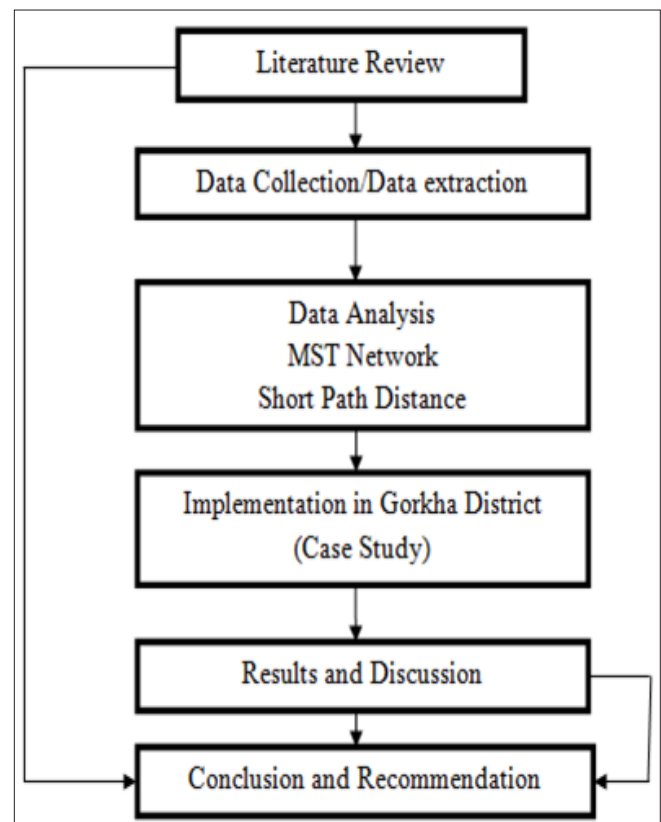 Literature Review
Data Collection/Data extraction
Data Analysis
MST Network
Short Path Distance
Implementation in Gorkha District
(Case Study)
Results and Discussion
Conclusion and Recommendation